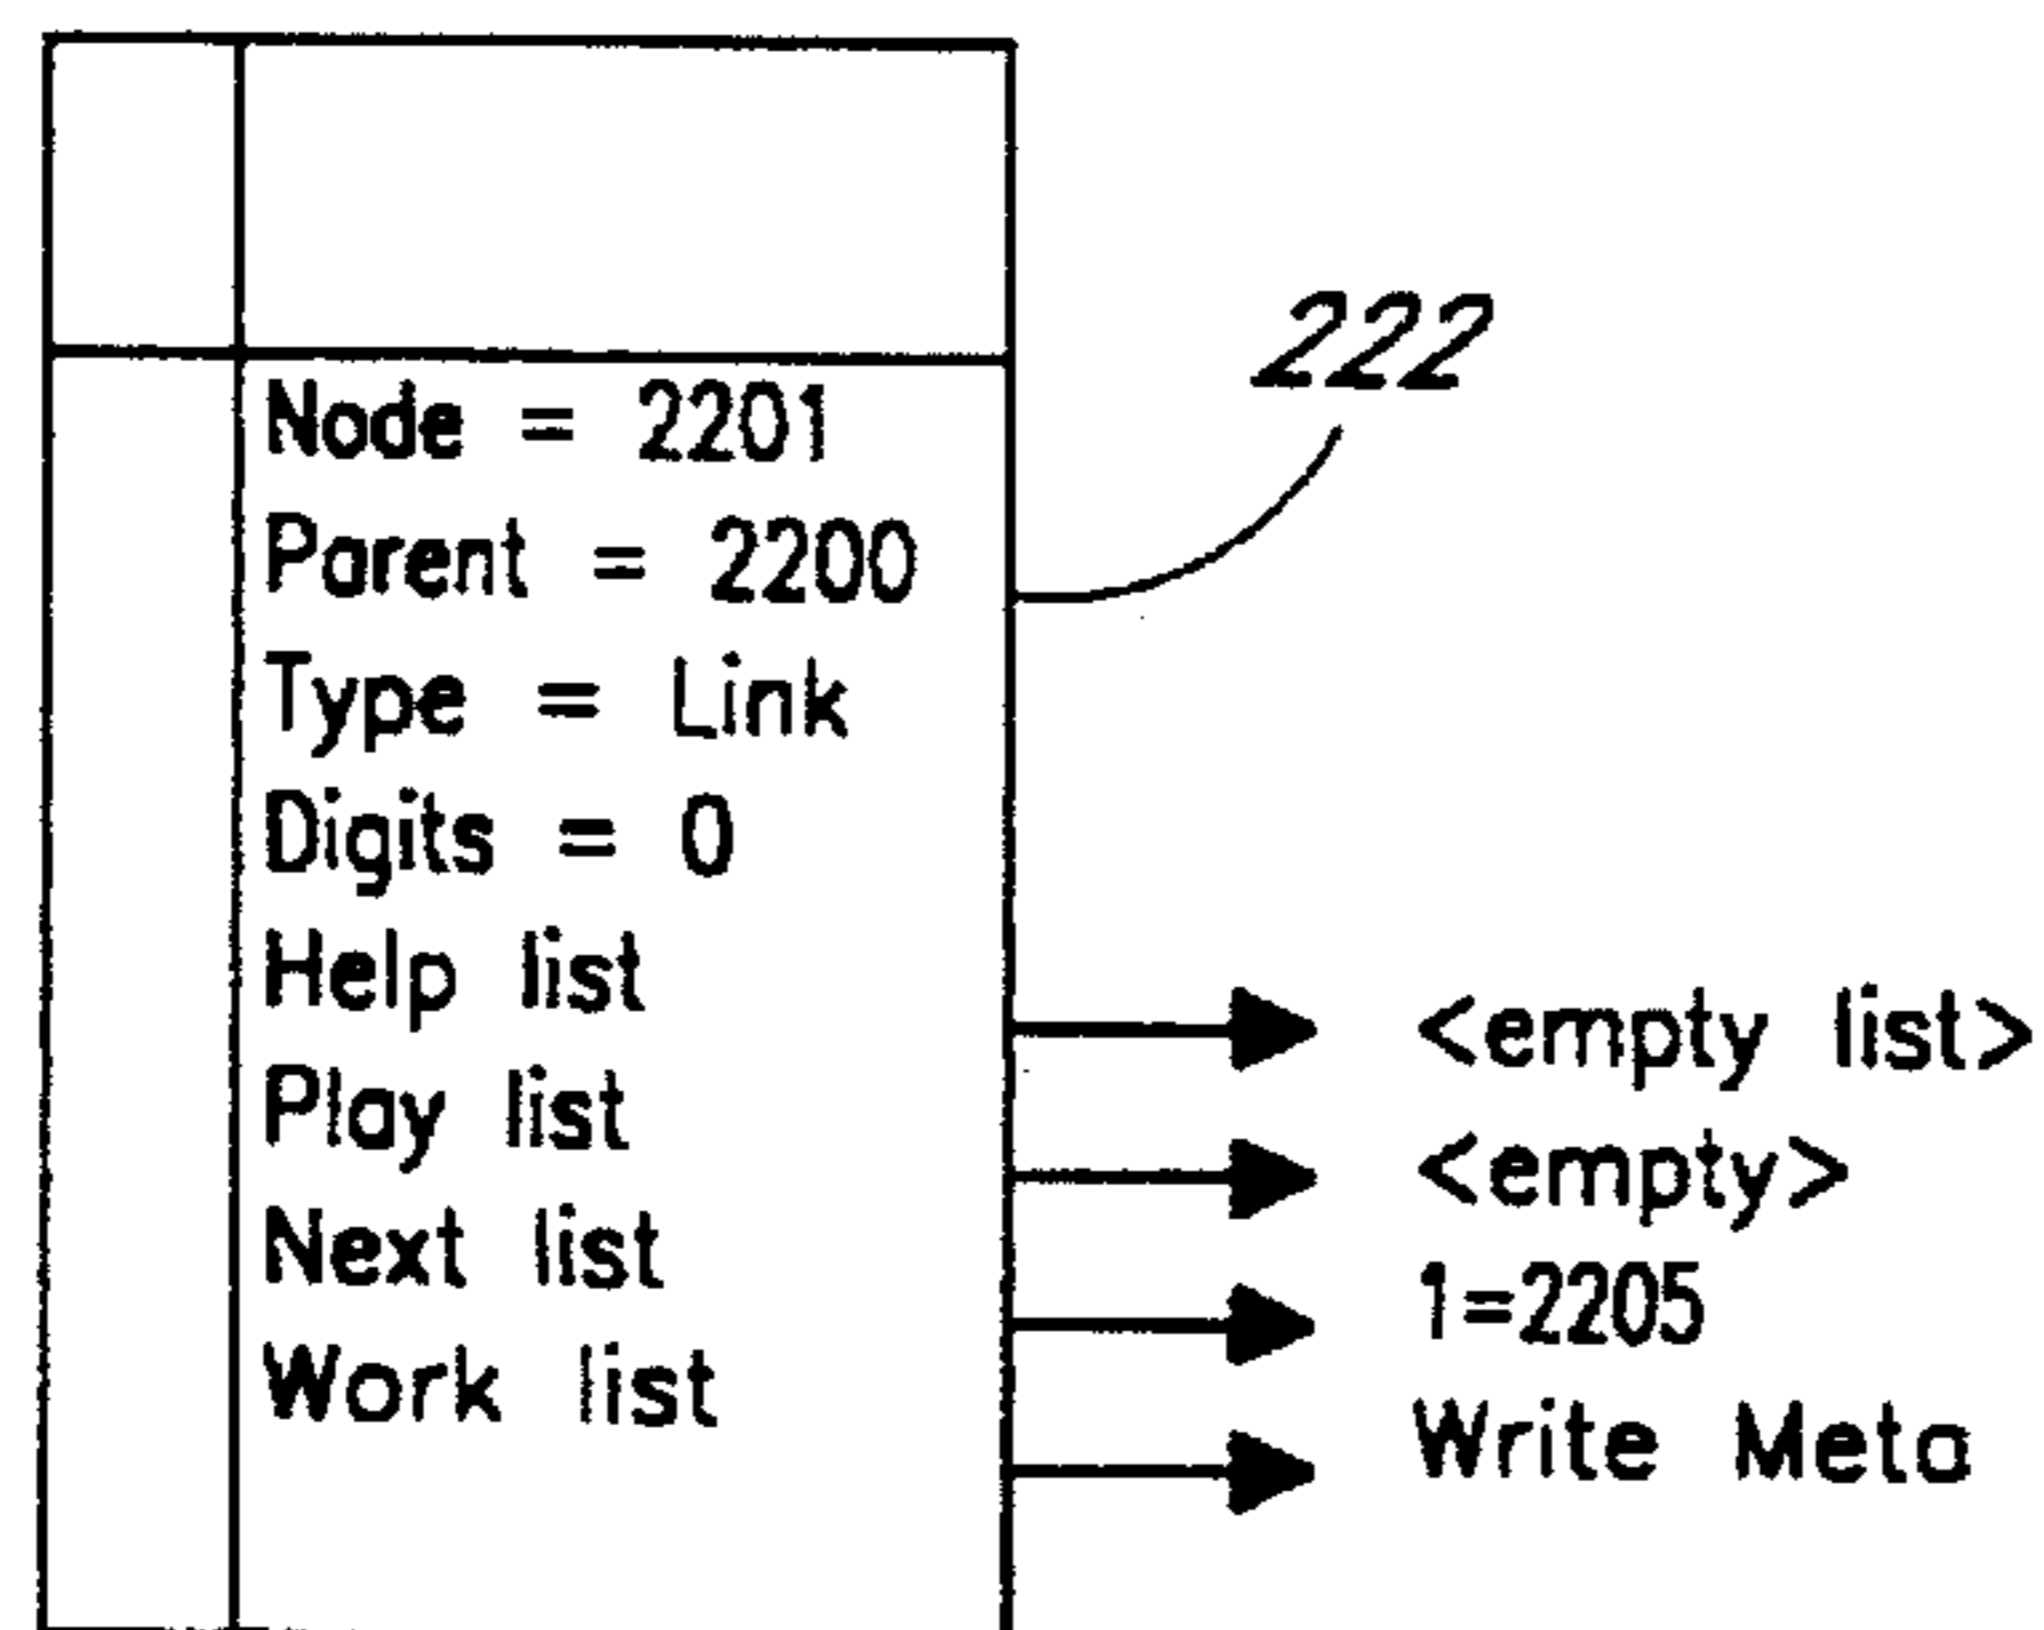 222
Node = 2201
Parent = 2200
Type = Link
Digits = 0
Help list
Play list
Next list
Work list
<empty list>
<empty>
1=2205
Write Meta